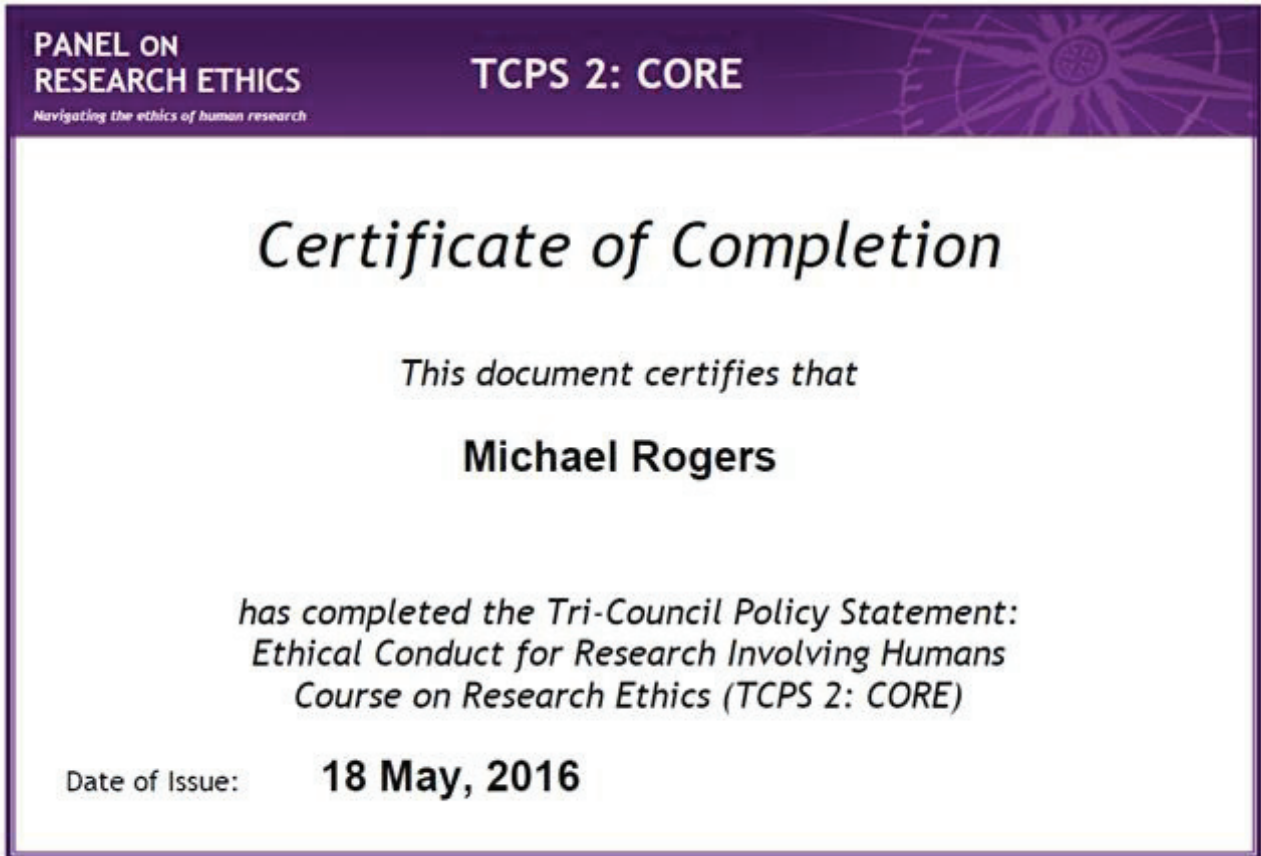 PANEL ON
RESEARCH ETHICS
Navigating the ethics of human research
TCPS 2: CORE
Certificate of Completion
This document certifies that
Michael Rogers
has completed the Tri-Council Policy Statement:
Ethical Conduct for Research Involving Humans
Course on Research Ethics (TCPS 2: CORE)
Date of Issue: 18 May, 2016